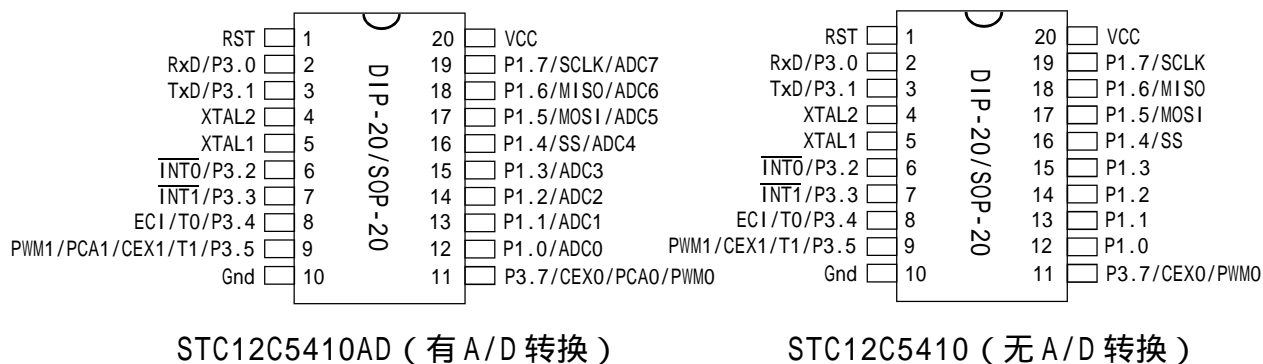 RST 1 20 VCC
RxD/P3.0 2 19 P1.7/SCLK/ADC7
TxD/P3.1 3 18 P1.6/MISO/ADC6
XTAL2 4 17 P1.5/MOSI/ADC5
XTAL1 5 16 P1.4/SS/ADC4
INT0/P3.2 6 15 P1.3/ADC3
INT1/P3.3 7 14 P1.2/ADC2
ECI/T0/P3.4 8 13 P1.1/ADC1
PWM1/PCA1/CEX1/T1/P3.5 9 12 P1.0/ADC0
Gnd 10 11 P3.7/CEX0/PCA0/PWM0
DIP-20/SOP-20
STC12C5410AD（有A/D转换）
RST 1 20 VCC
RxD/P3.0 2 19 P1.7/SCLK
TxD/P3.1 3 18 P1.6/MISO
XTAL2 4 17 P1.5/MOSI
XTAL1 5 16 P1.4/SS
INT0/P3.2 6 15 P1.3
INT1/P3.3 7 14 P1.2
ECI/T0/P3.4 8 13 P1.1
PWM1/CEX1/T1/P3.5 9 12 P1.0
Gnd 10 11 P3.7/CEX0/PWM0
DIP-20/SOP-20
STC12C5410（无A/D转换）